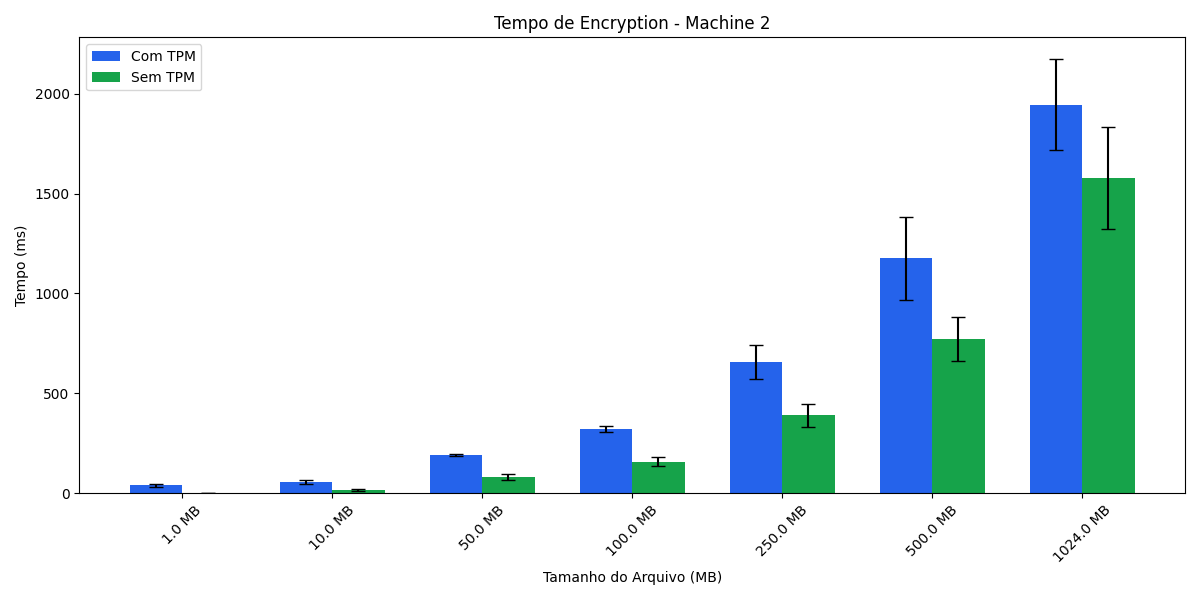 Tempo de Encryption - Machine 2
Com TPM
Sem TPM
Tempo (ms)
2000
1500
1000
500
0
1.0 MB
10.0 MB
50.0 MB
100.0 MB
250.0 MB
500.0 MB
1024.0 MB
Tamanho do Arquivo (MB)